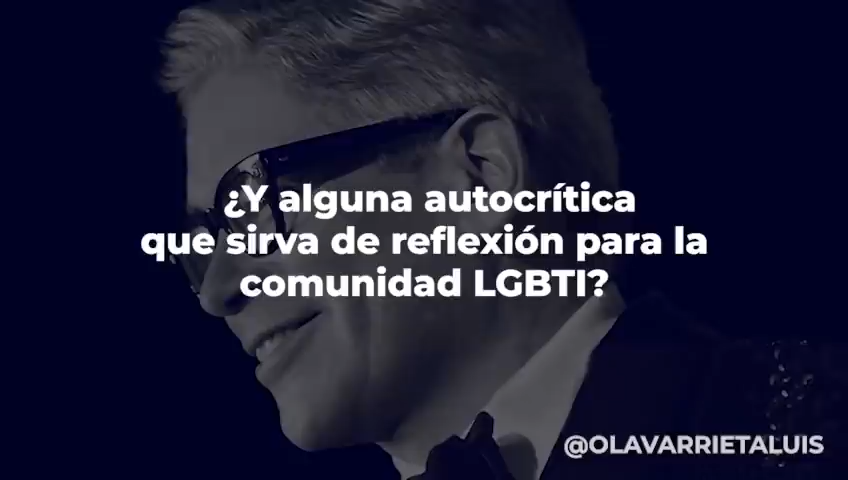 ¿Y alguna autocrítica
que sirva de reflexión para la
comunidad LGBTI?
@OLAVARRIETALUIS